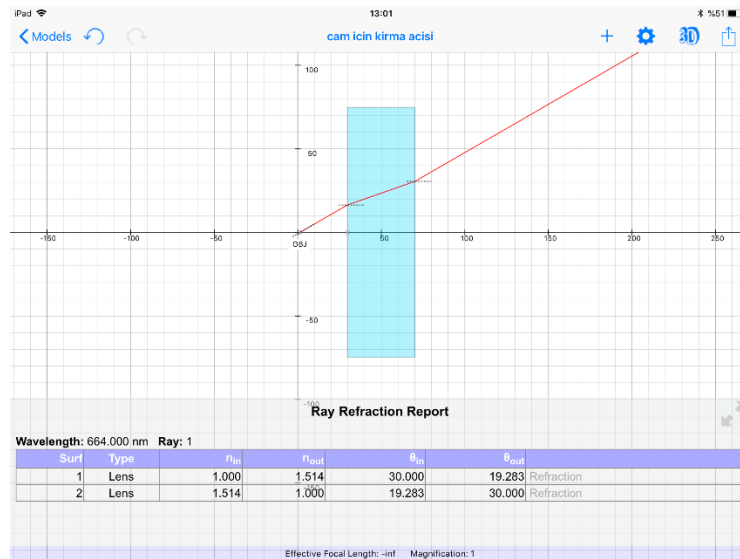 iPad 13:01 %51
Models cam icin kirma acisi + 3D
100
50
-150 -100 -50 50 100 150 200 250
OBJ
-50
-100
Ray Refraction Report
Wavelength: 664.000 nm Ray: 1
Surf Type nin nout θin θout
1 Lens 1.000 1.514 30.000 19.283 Refraction
2 Lens 1.514 1.000 19.283 30.000 Refraction
-150
Effective Focal Length: -inf Magnification: 1